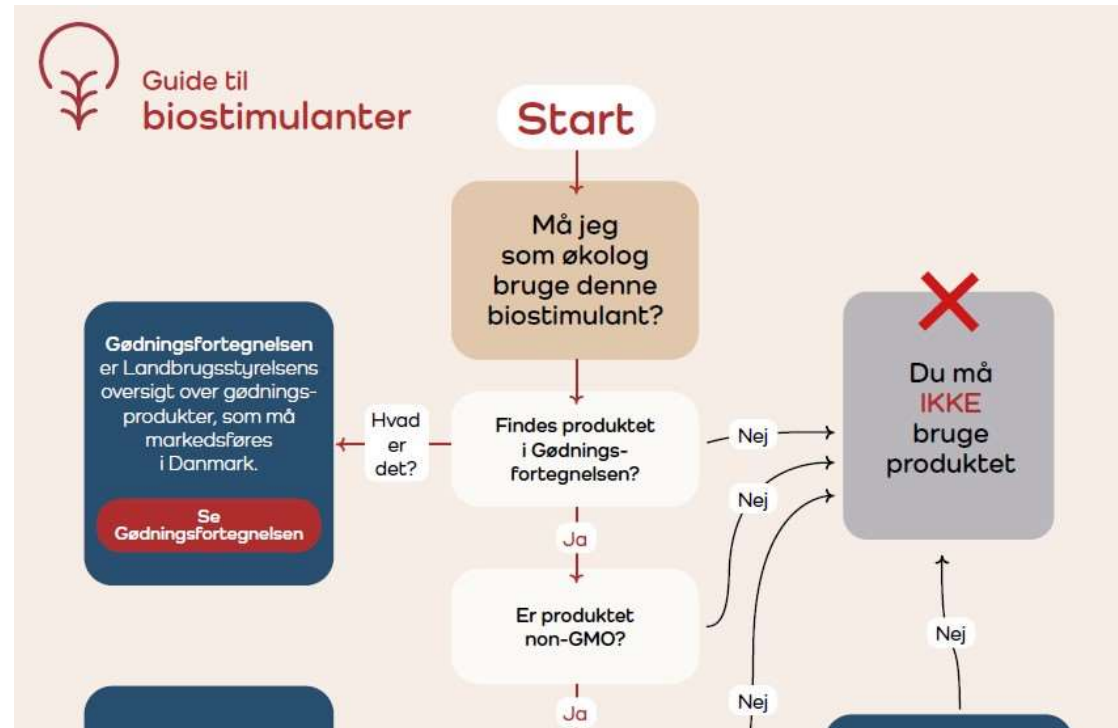 Guide til
biostimulanter
Start
Må jeg
som økolog
bruge denne
biostimulant?
Gødningsfortegnelsen
er Landbrugsstyrelsens
oversigt over gødnings-
produkter, som må
markedsføres
i Danmark.
Se
Gødningsfortegnelsen
Hvad
er
det?
Findes produktet
i Gødnings-
fortegnelsen?
Nej
Du må
IKKE
bruge
produktet
Nej
Nej
Ja
Er produktet
non-GMO?
Nej
Ja
Nej